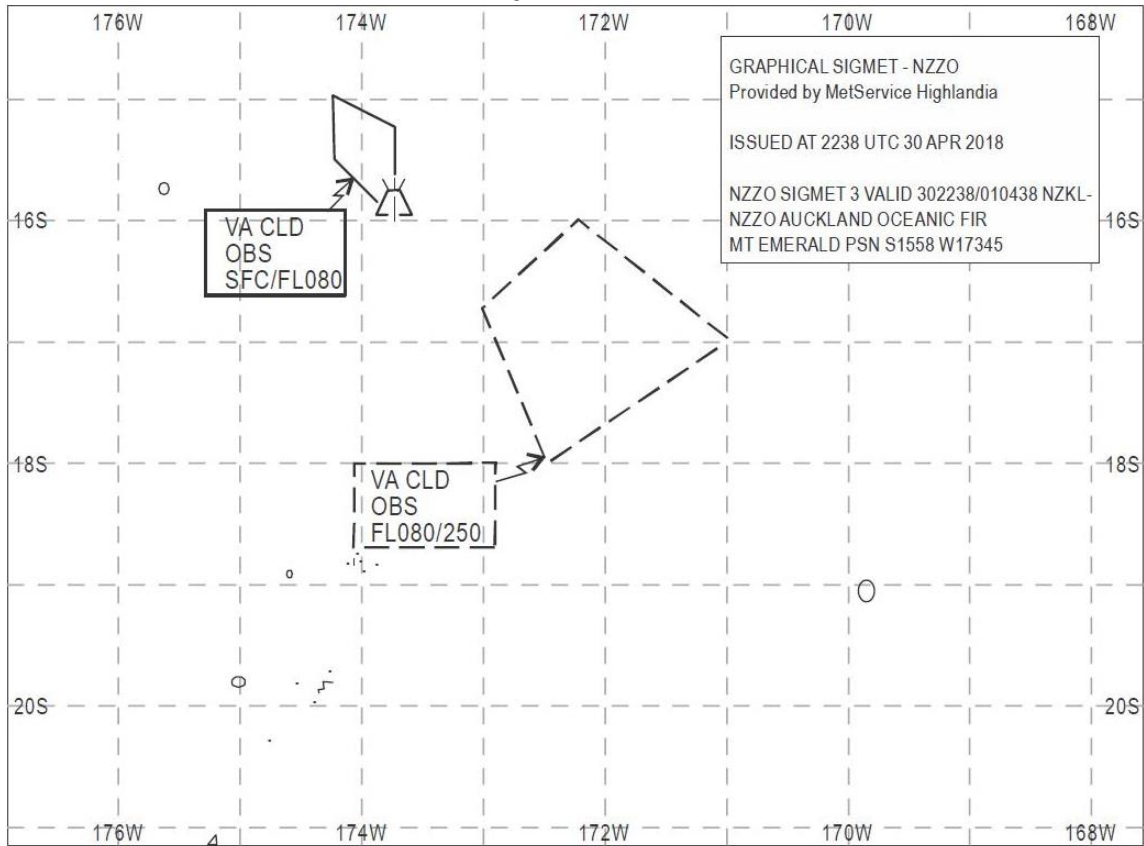 176W 174W 172W 170W 168W
GRAPHICAL SIGMET - NZZO
Provided by MetService Highlandia
ISSUED AT 2238 UTC 30 APR 2018
NZZO SIGMET 3 VALID 302238/010438 NZKL-
NZZO AUCKLAND OCEANIC FIR
MT EMERALD PSN S1558 W17345
16S 16S
VA CLD
OBS
SFC/FL080
18S 18S
VA CLD
OBS
FL080/250
20S 20S
176W 174W 172W 170W 168W